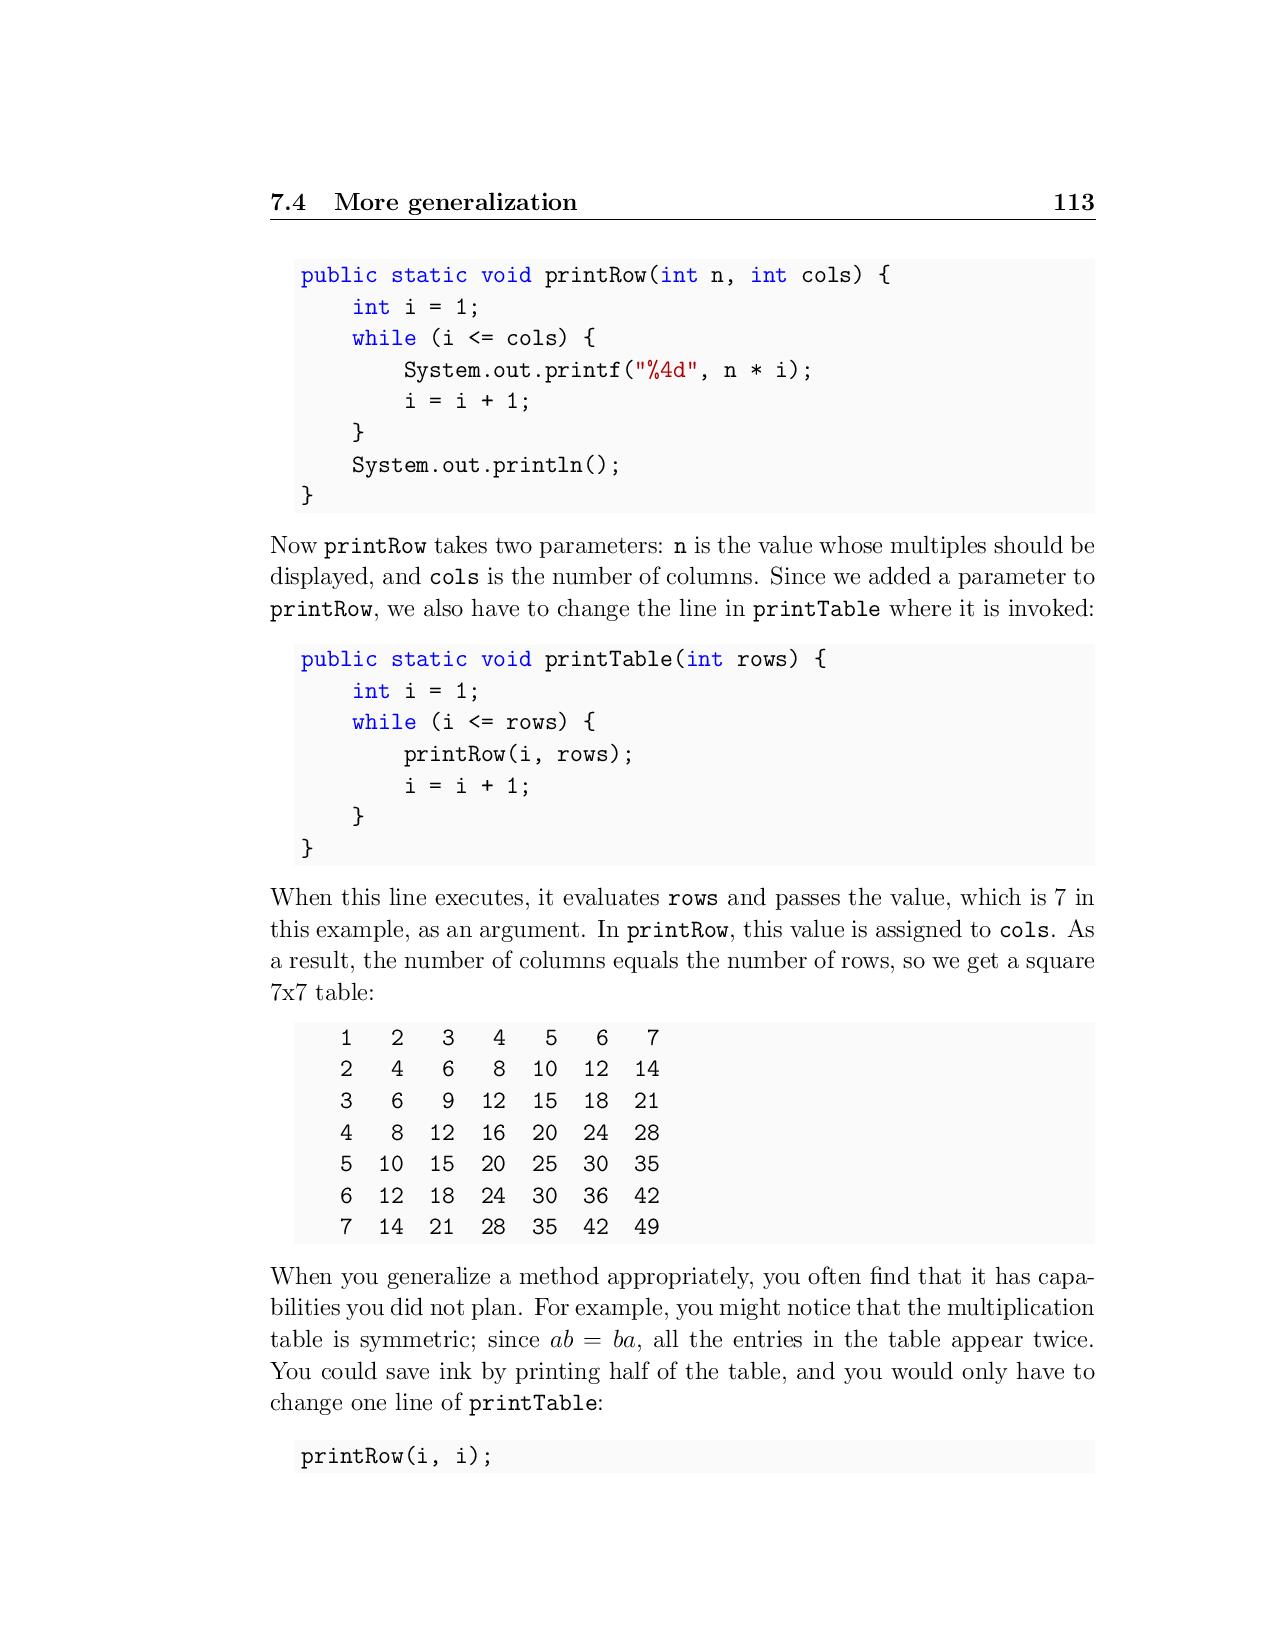 7.4 More generalization 113
public static void printRow(int n, int cols) {
    int i = 1;
    while (i <= cols) {
        System.out.printf("%4d", n * i);
        i = i + 1;
    }
    System.out.println();
}
Now printRow takes two parameters: n is the value whose multiples should be
displayed, and cols is the number of columns. Since we added a parameter to
printRow, we also have to change the line in printTable where it is invoked:
public static void printTable(int rows) {
    int i = 1;
    while (i <= rows) {
        printRow(i, rows);
        i = i + 1;
    }
}
When this line executes, it evaluates rows and passes the value, which is 7 in
this example, as an argument. In printRow, this value is assigned to cols. As
a result, the number of columns equals the number of rows, so we get a square
7x7 table:
   1   2   3   4   5   6   7
   2   4   6   8  10  12  14
   3   6   9  12  15  18  21
   4   8  12  16  20  24  28
   5  10  15  20  25  30  35
   6  12  18  24  30  36  42
   7  14  21  28  35  42  49
When you generalize a method appropriately, you often find that it has capa-
bilities you did not plan. For example, you might notice that the multiplication
table is symmetric; since ab = ba, all the entries in the table appear twice.
You could save ink by printing half of the table, and you would only have to
change one line of printTable:
printRow(i, i);